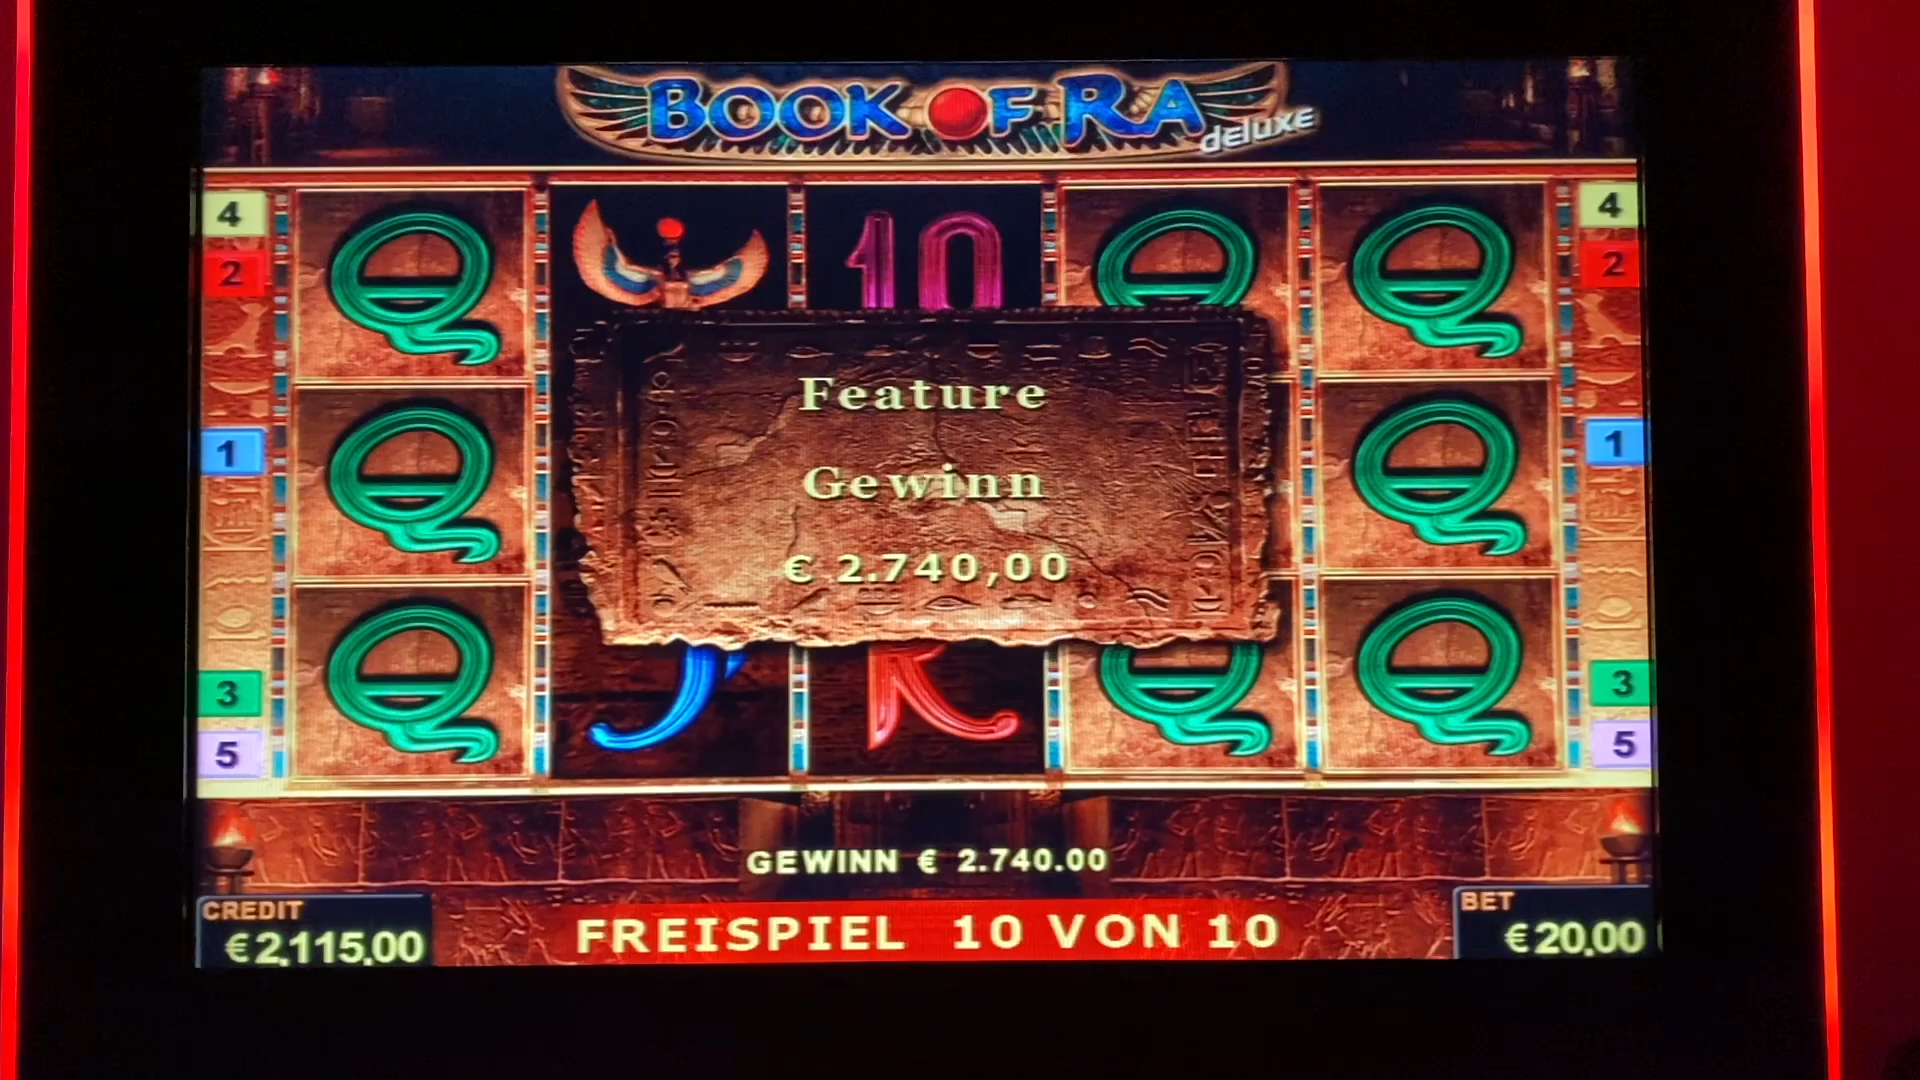 BOOK OF RA
deluxe
4
4
2
2
10
Feature
1
1
Gewinn
€ 2.740,00
3
3
5
5
GEWINN € 2.740.00
CREDIT
€2,115,00
FREISPIEL 10 VON 10
BET
€20,00